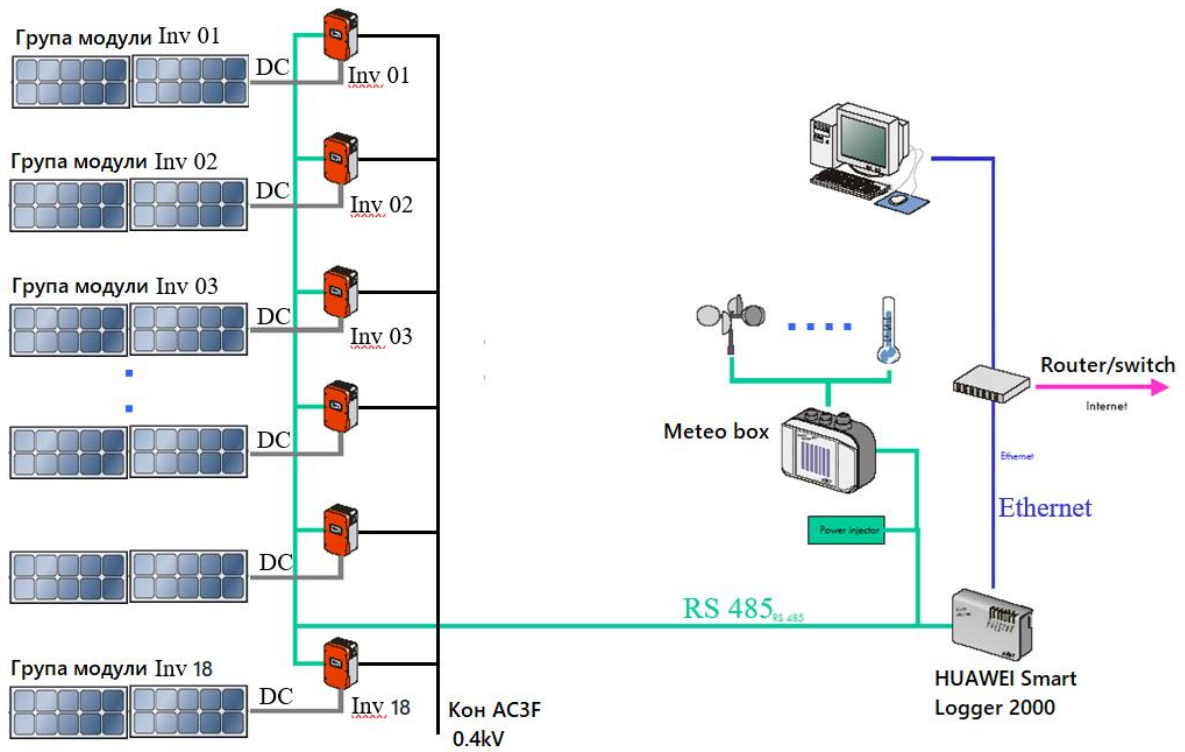 Група модули Inv 01
DC
Inv 01
Група модули Inv 02
DC
Inv 02
Група модули Inv 03
DC
Inv 03
DC
DC
Група модули Inv 18
DC
Inv 18
Кон AC3F
0.4kV
Router/switch
Internet
Meteo box
Ethernet
Ethernet
Power injector
RS 485
RS 485
HUAWEI Smart
Logger 2000